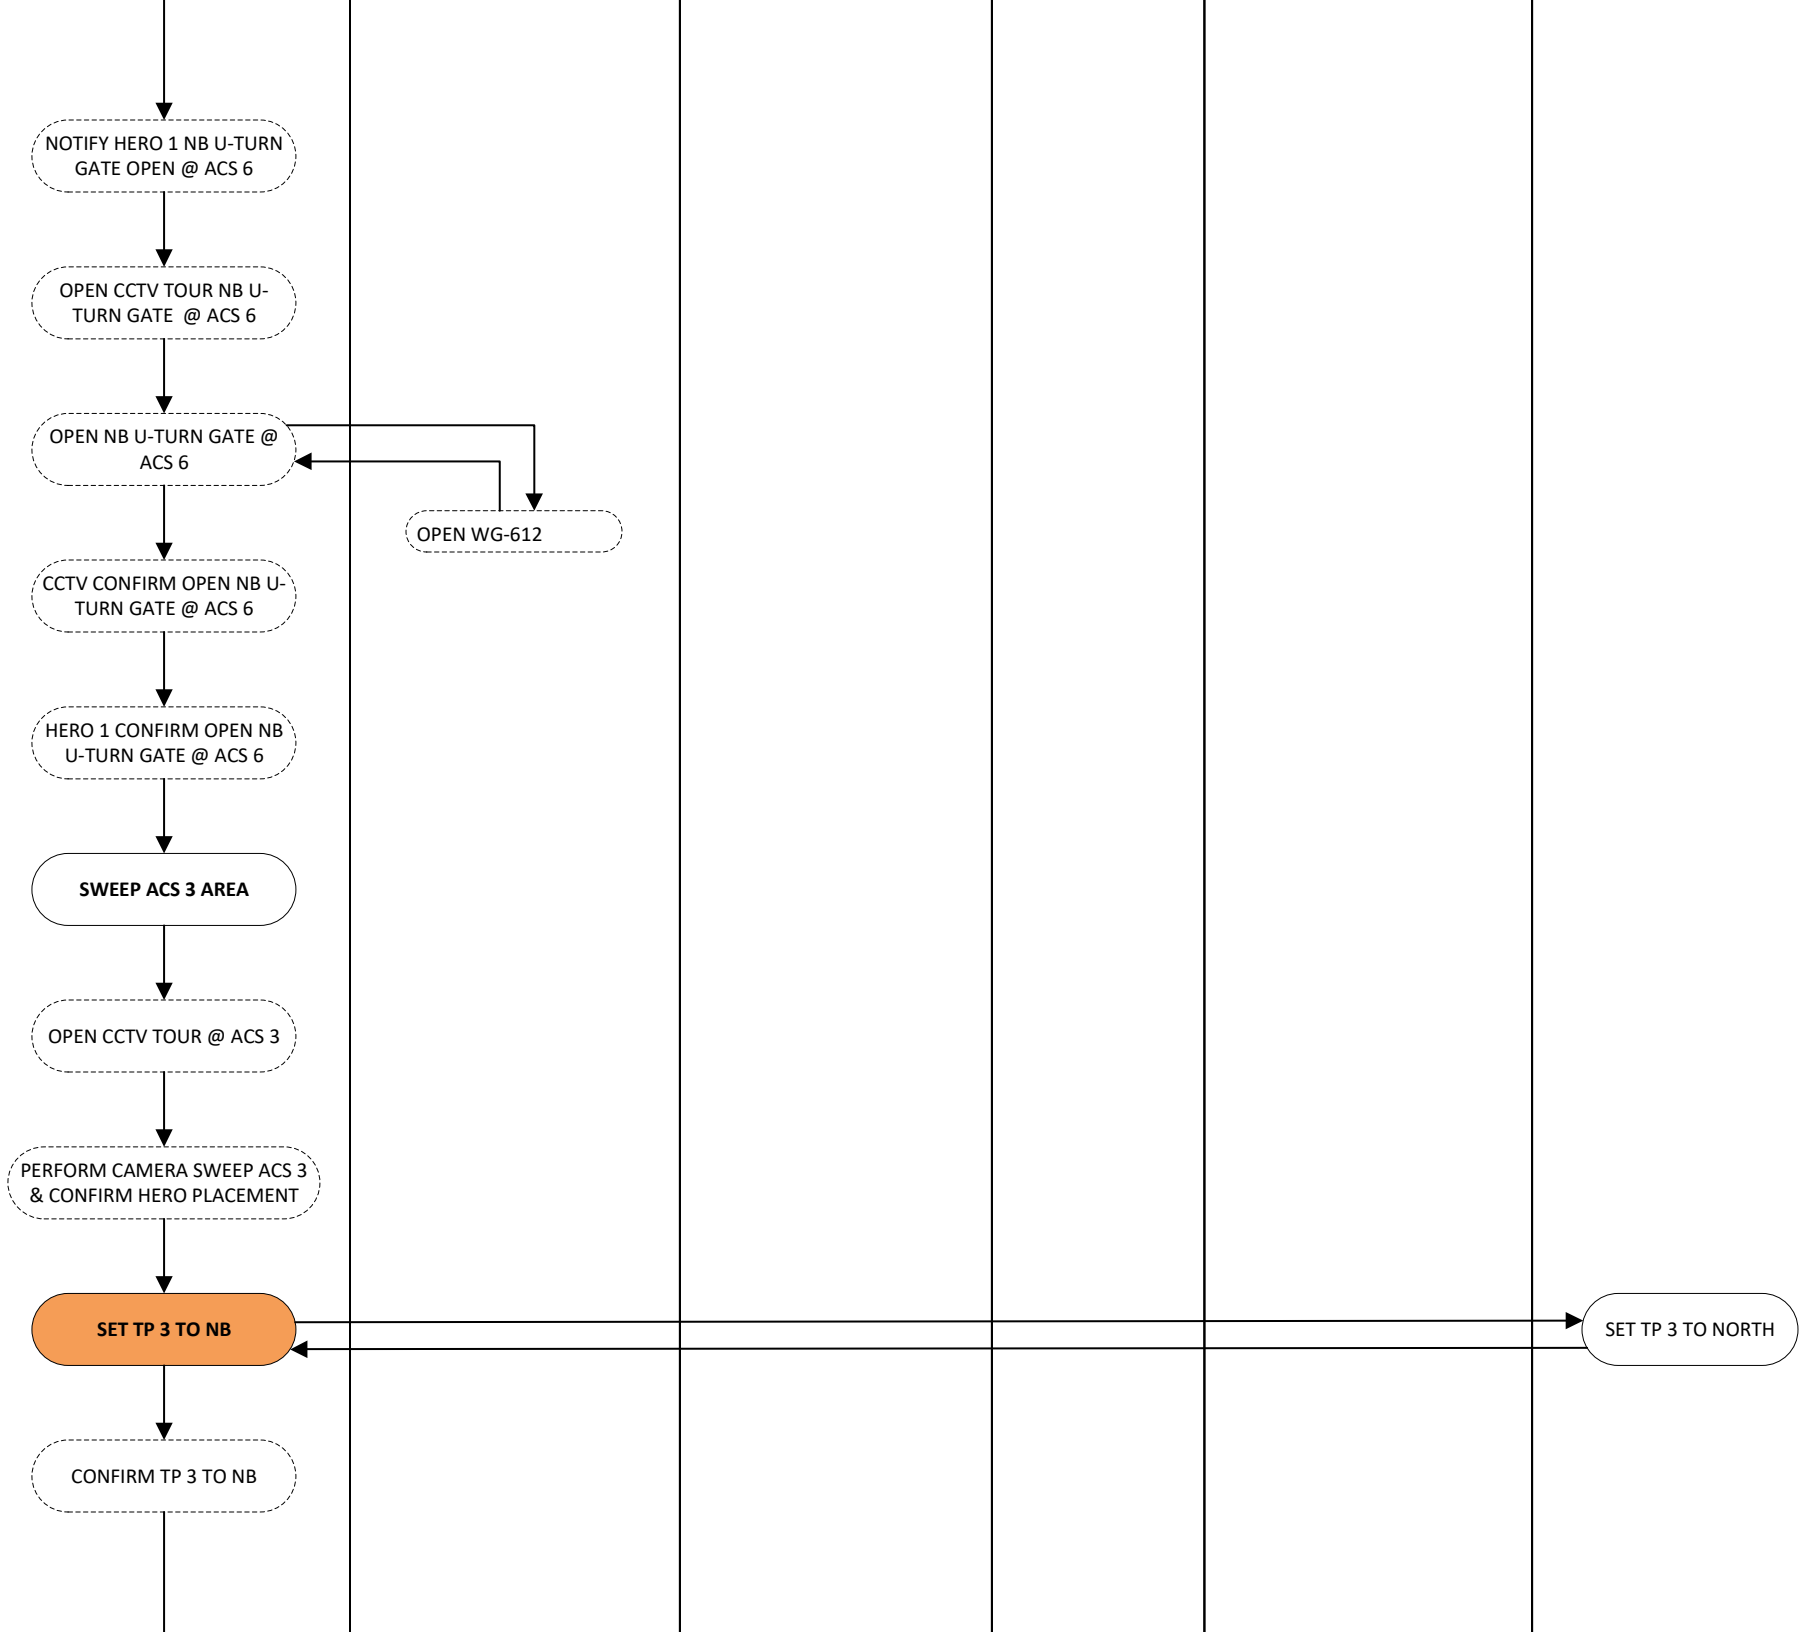 NOTIFY HERO 1 NB U-TURN
GATE OPEN @ ACS 6
OPEN CCTV TOUR NB U-
TURN GATE @ ACS 6
OPEN NB U-TURN GATE @
ACS 6
OPEN WG-612
CCTV CONFIRM OPEN NB U-
TURN GATE @ ACS 6
HERO 1 CONFIRM OPEN NB
U-TURN GATE @ ACS 6
SWEEP ACS 3 AREA
OPEN CCTV TOUR @ ACS 3
PERFORM CAMERA SWEEP ACS 3
& CONFIRM HERO PLACEMENT
SET TP 3 TO NB
SET TP 3 TO NORTH
CONFIRM TP 3 TO NB